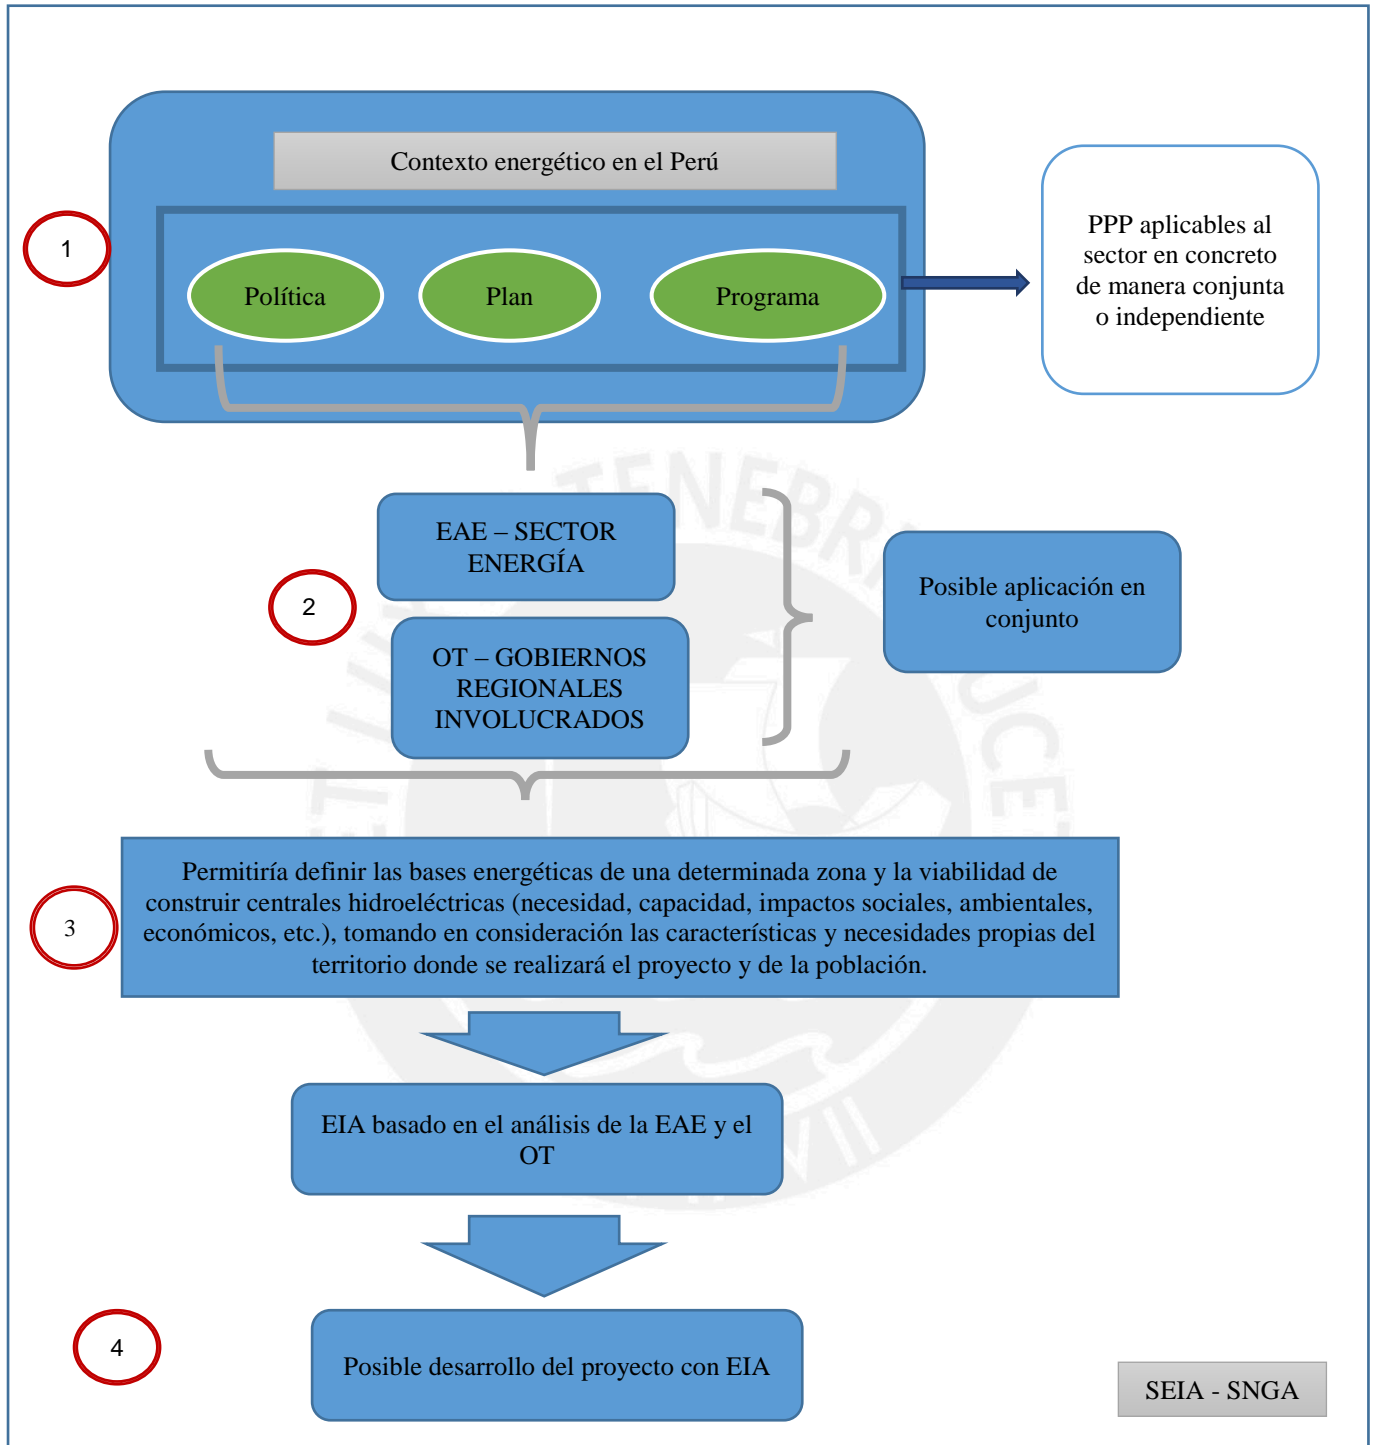 Contexto energético en el Perú
1
Política
Plan
Programa
PPP aplicables al
sector en concreto
de manera conjunta
o independiente
EAE – SECTOR
ENERGÍA
2
OT – GOBIERNOS
REGIONALES
INVOLUCRADOS
Posible aplicación en
conjunto
3
Permitiría definir las bases energéticas de una determinada zona y la viabilidad de
construir centrales hidroeléctricas (necesidad, capacidad, impactos sociales, ambientales,
económicos, etc.), tomando en consideración las características y necesidades propias del
territorio donde se realizará el proyecto y de la población.
EIA basado en el análisis de la EAE y el
OT
4
Posible desarrollo del proyecto con EIA
SEIA - SNGA